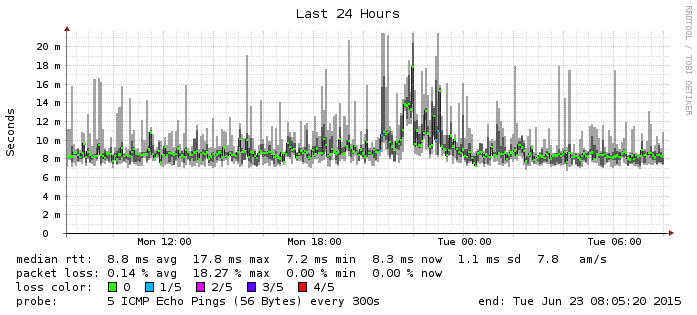 Last 24 Hours
RRDTOOL / TOBI OETIKER
Seconds
20 m
18 m
16 m
14 m
12 m
10 m
8 m
6 m
4 m
2 m
0
Mon 12:00 Mon 18:00 Tue 00:00 Tue 06:00
median rtt: 8.8 ms avg 17.8 ms max 7.2 ms min 8.3 ms now 1.1 ms sd 7.8 am/s
packet loss: 0.14 % avg 18.27 % max 0.00 % min 0.00 % now
loss color: 0 1/5 2/5 3/5 4/5
probe: 5 ICMP Echo Pings (56 Bytes) every 300s end: Tue Jun 23 08:05:20 2015